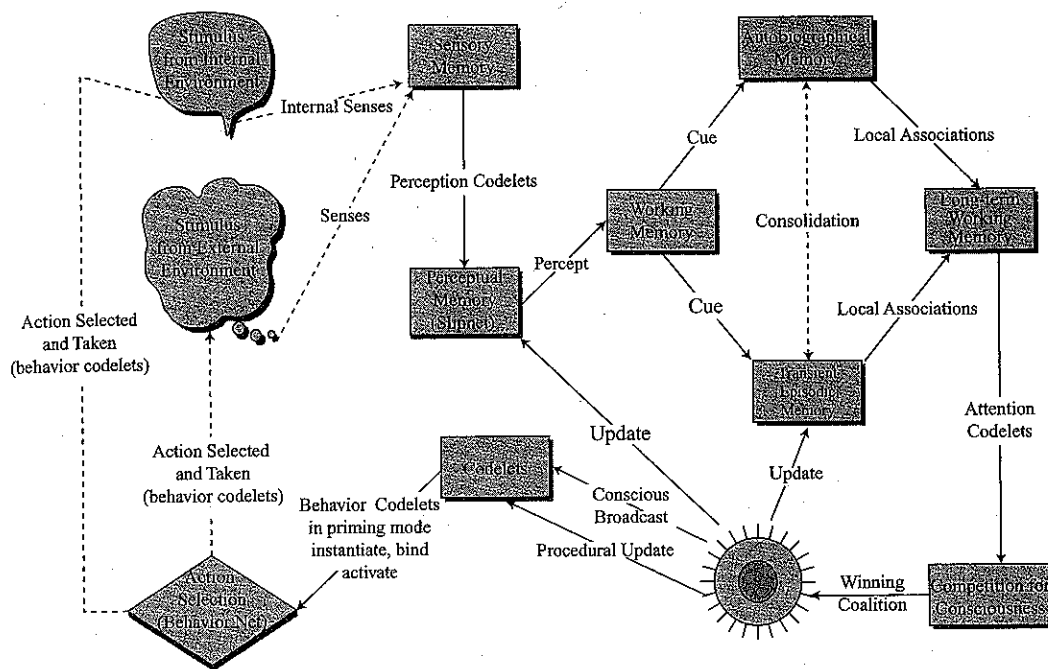 Stimulus
from Internal
Environment
Sensory
Memory
Autobiographical
Memory
Internal Senses
Cue
Local Associations
Perception Codelets
Senses
Stimulus
from External
Environment
Working
Memory
Consolidation
Long-term
Working
Memory
Percept
Perceptual
Memory
(Slipnet)
Cue
Local Associations
Action Selected
and Taken
(behavior codelets)
Transient
Episodic
Memory
Attention
Codelets
Action Selected
and Taken
(behavior codelets)
Codelets
Update
Update
Behavior Codelets
in priming mode
instantiate, bind
activate
Conscious
Broadcast
Procedural Update
Action
Selection
(Behavior Net)
Winning
Coalition
Competition for
Consciousness